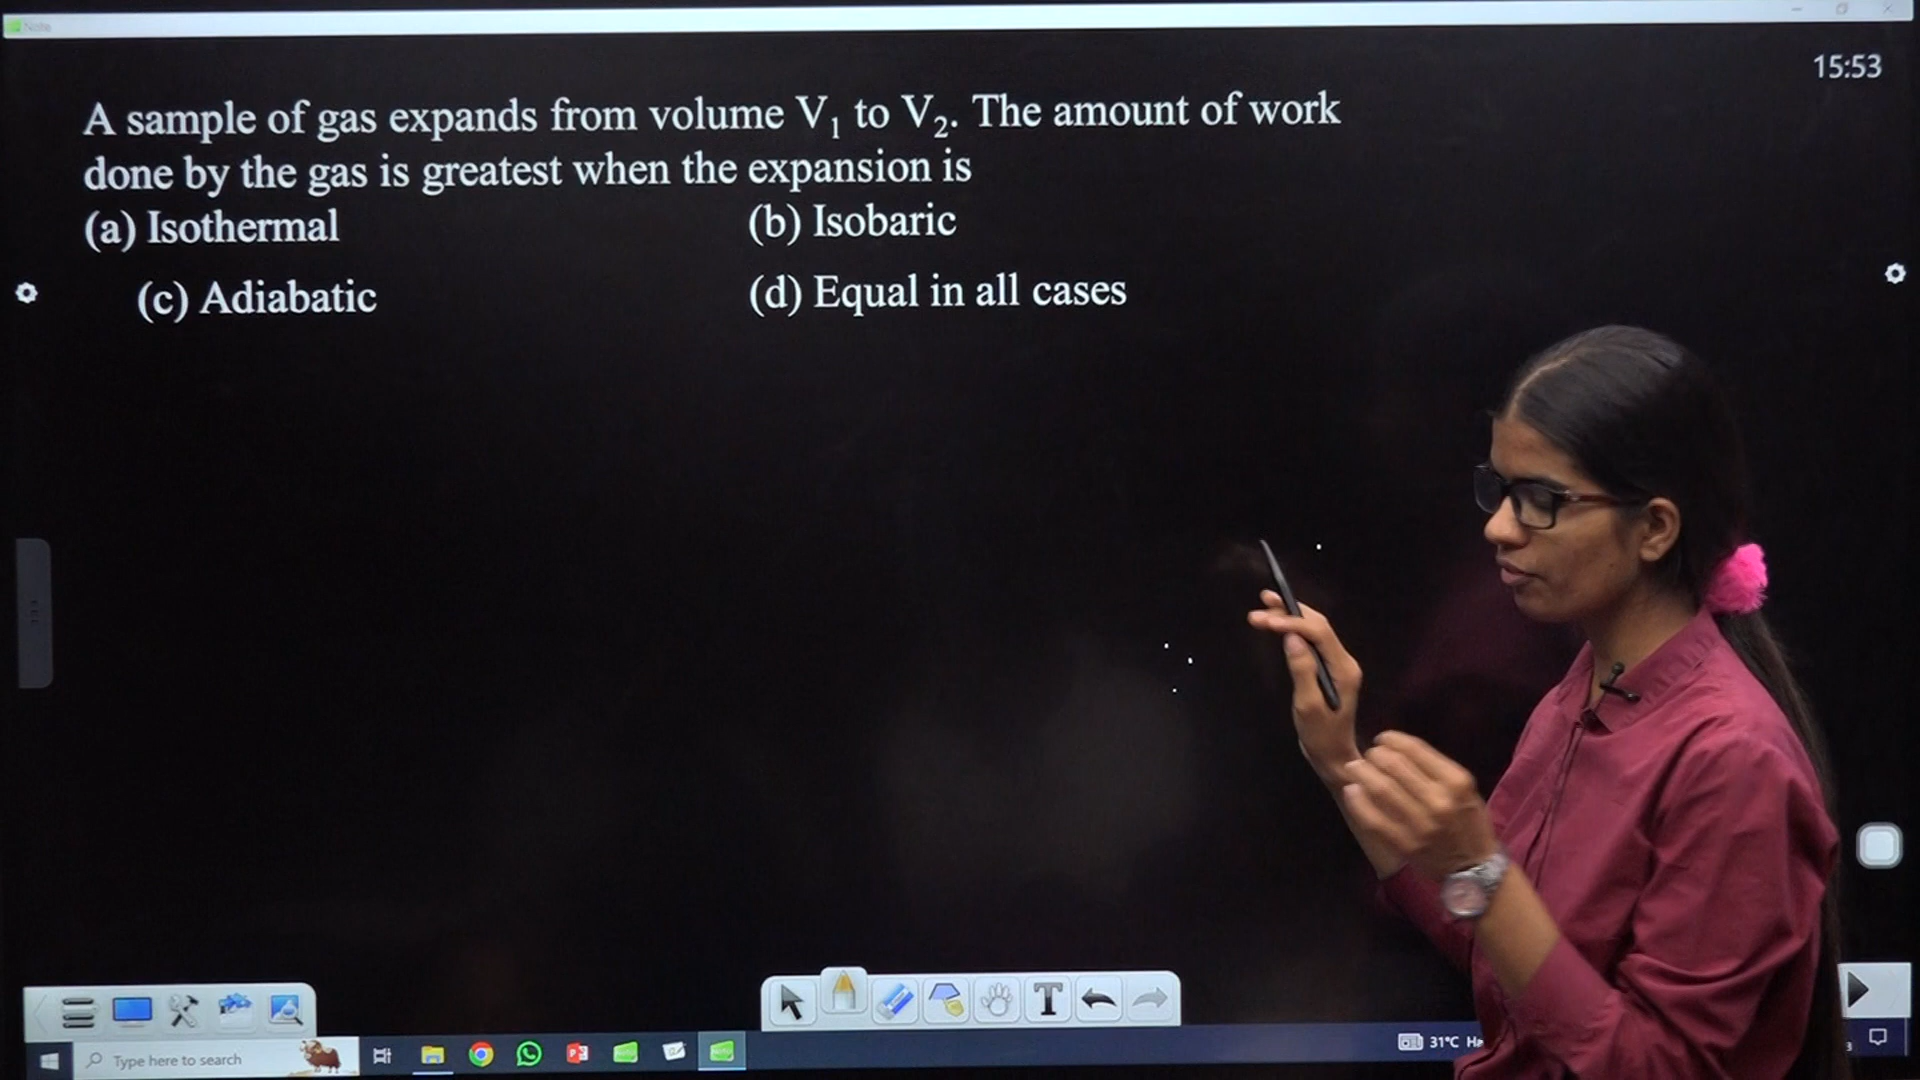 Note
15:53
A sample of gas expands from volume V₁ to V₂. The amount of work
done by the gas is greatest when the expansion is
(a) Isothermal (b) Isobaric
(c) Adiabatic (d) Equal in all cases
T
Type here to search
31°C